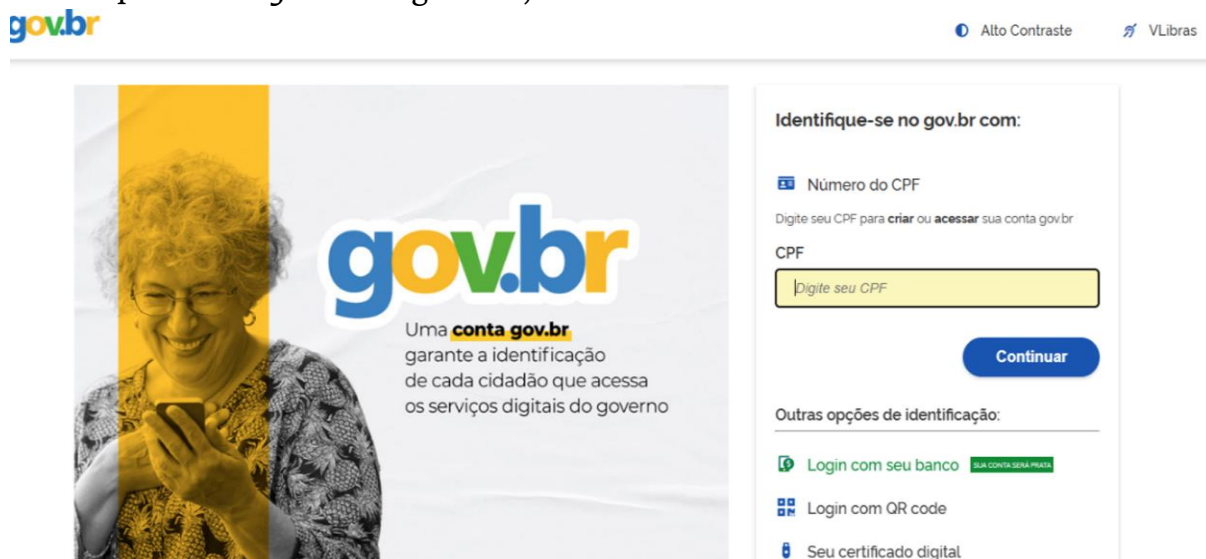 gov.br
Alto Contraste
VLibras
gov.br
Uma conta gov.br
garante a identificação
de cada cidadão que acessa
os serviços digitais do governo
Identifique-se no gov.br com:
Número do CPF
Digite seu CPF para criar ou acessar sua conta gov.br
CPF
Digite seu CPF
Continuar
Outras opções de identificação:
Login com seu banco SUA CONTA SERÁ PRATA
Login com QR code
Seu certificado digital